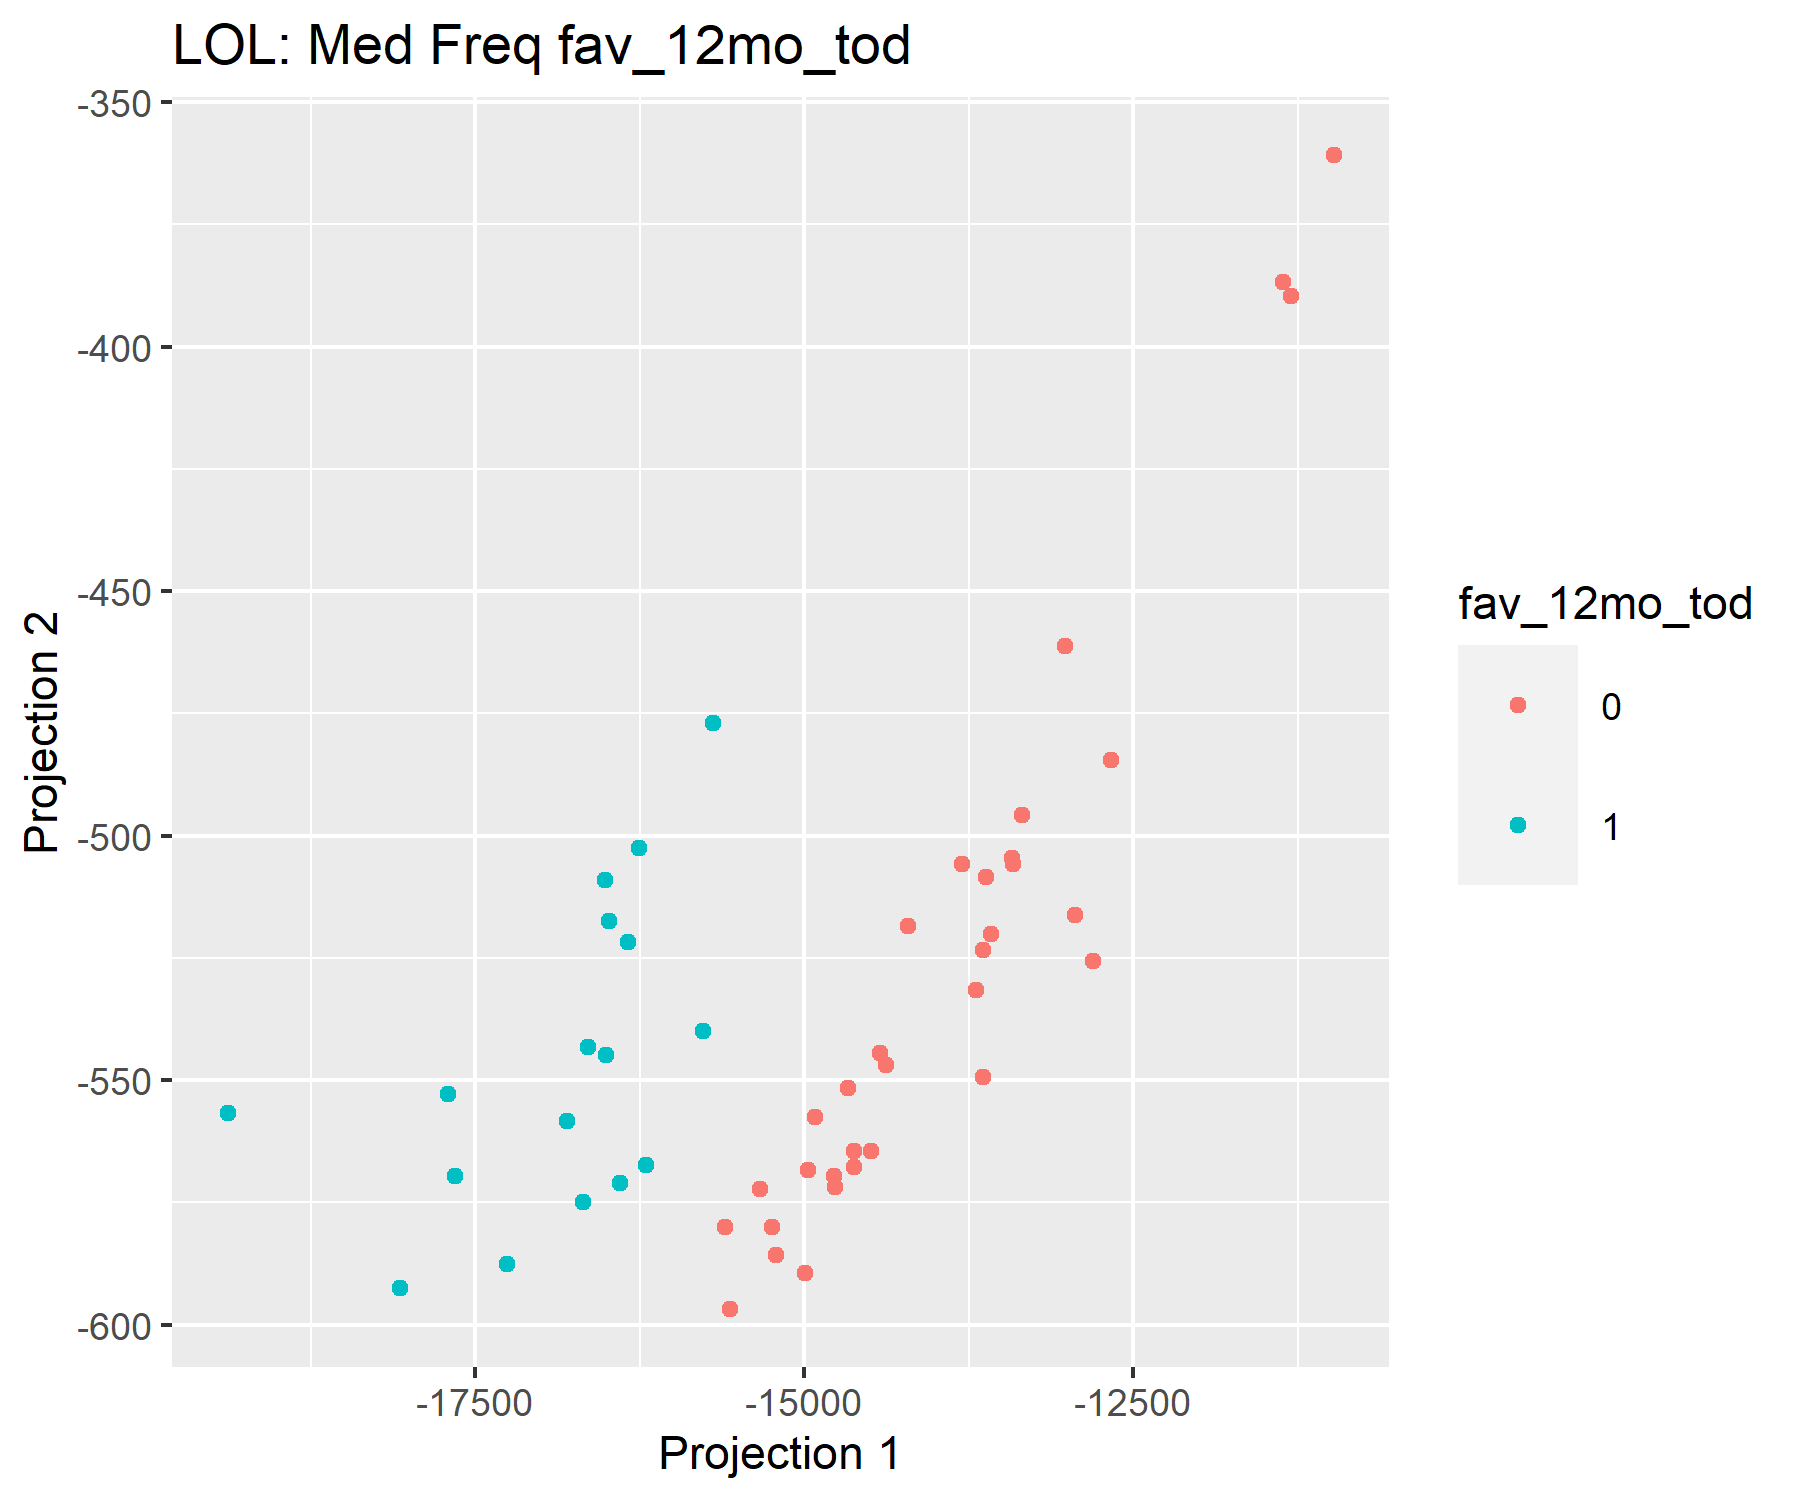 LOL: Med Freq fav_12mo_tod
-350
-400
-450
-500
-550
-600
Projection 2
-17500
-15000
-12500
Projection 1
fav_12mo_tod
0
1